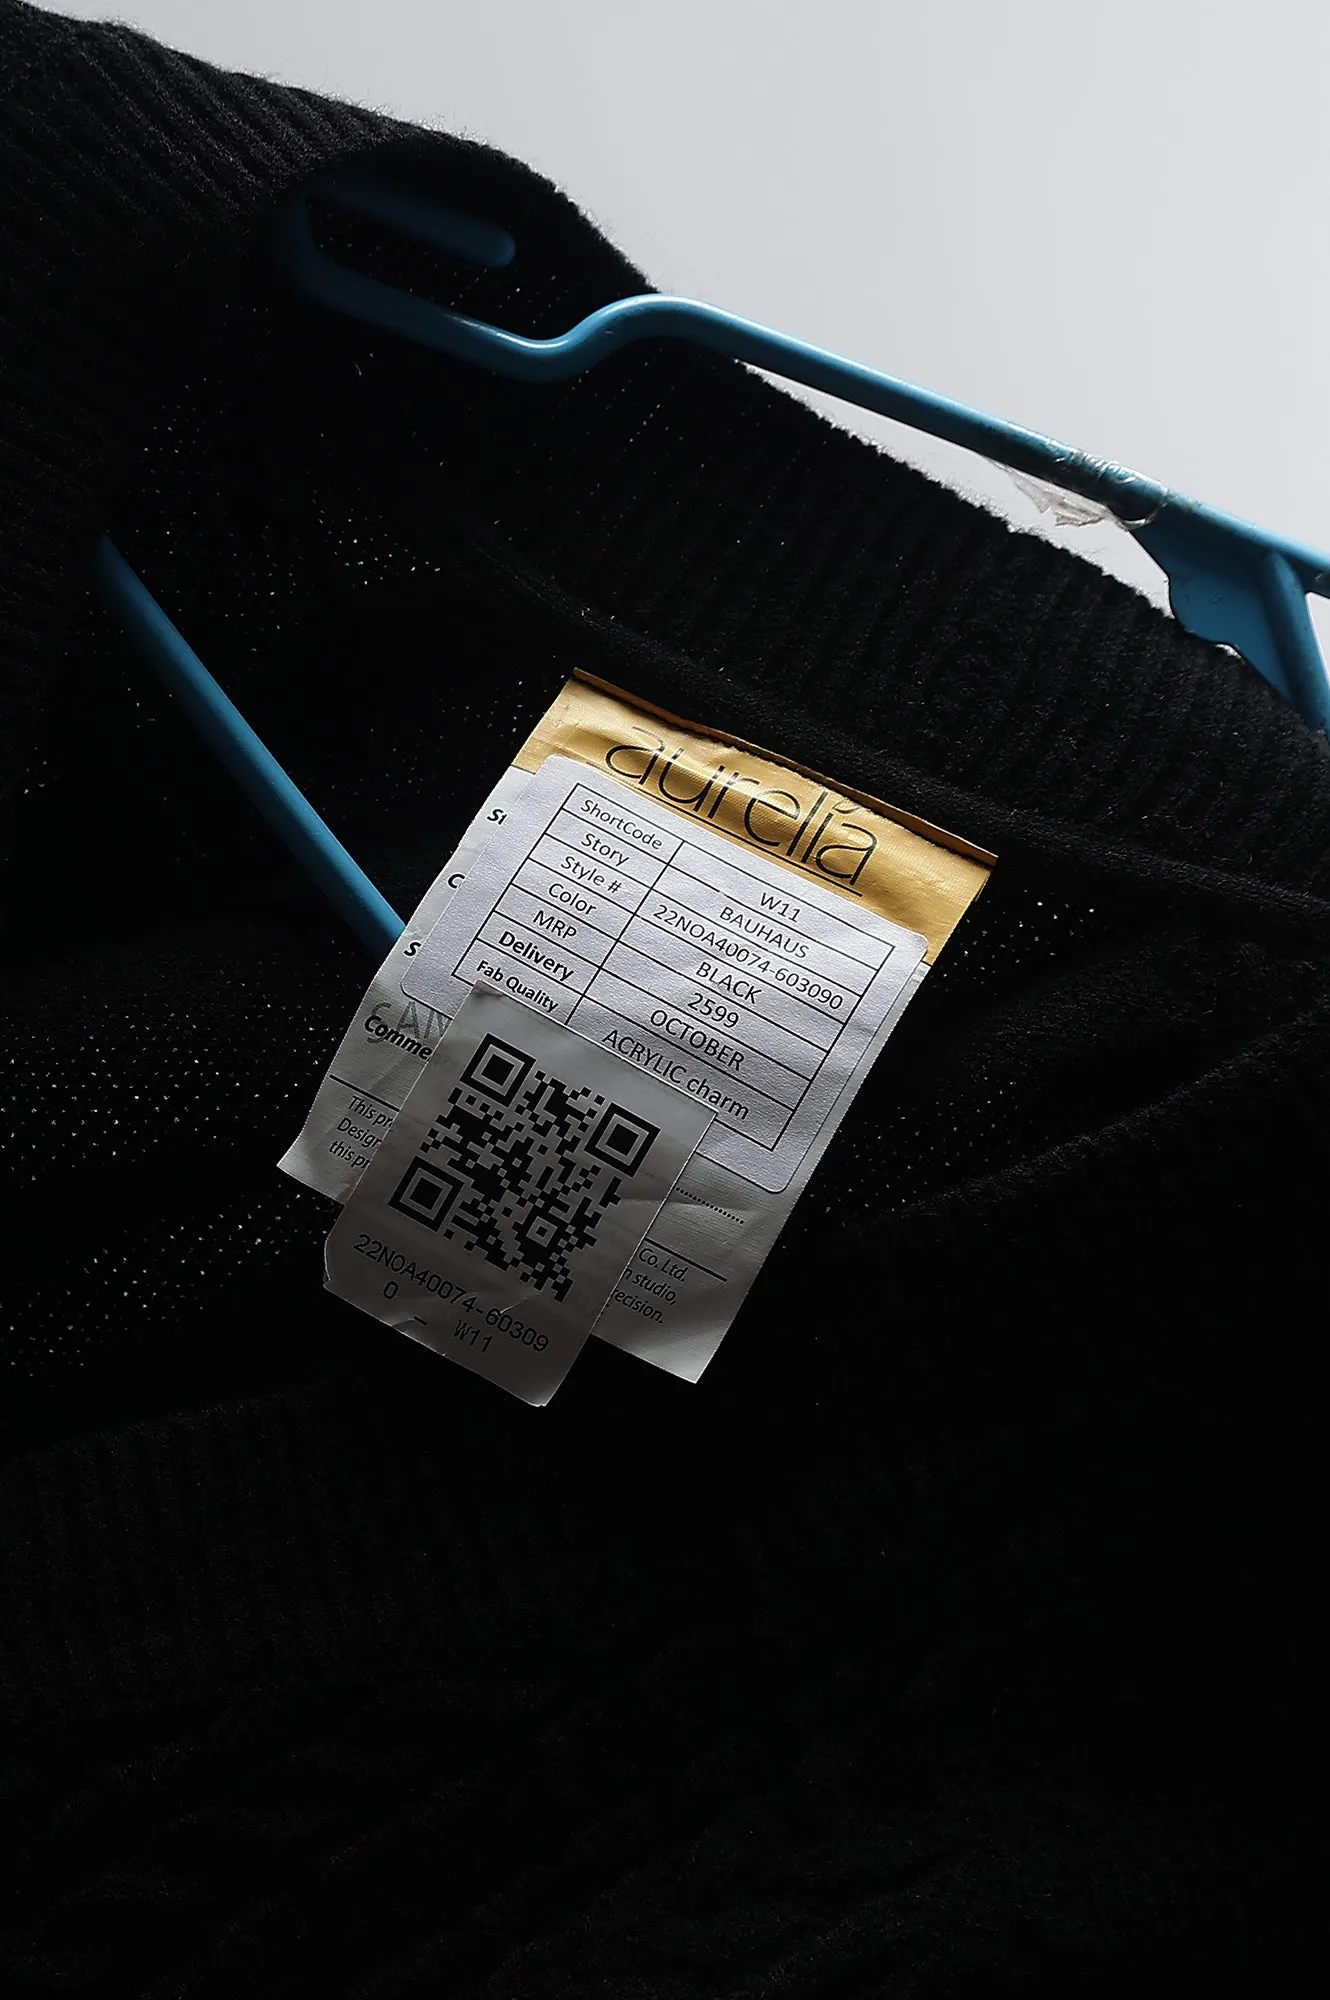 aurelia
ShortCode W11
Story BAUHAUS
Style # 22NOA40074-603090
Color BLACK
MRP 2599
Delivery OCTOBER
Fab Quality ACRYLIC charm
Comme
This pr
Co. Ltd.
Design
n studio,
this pr
recision.
22NOA40074-60309
0 - W11